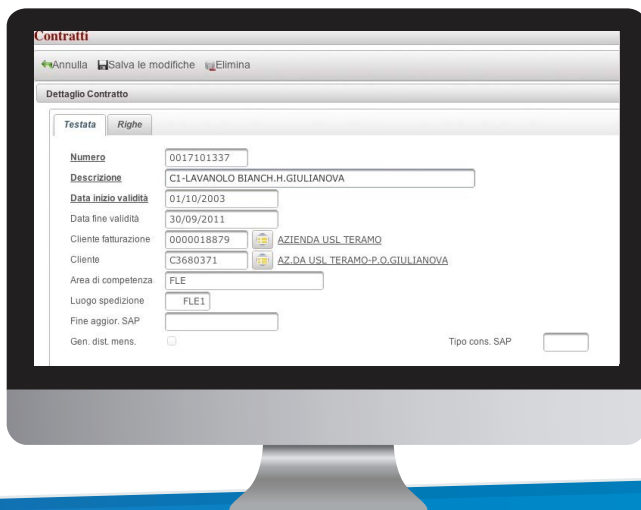 Contratti
Annulla Salva le modifiche Elimina
Dettaglio Contratto
Testata Righe
Numero 0017101337
Descrizione C1-LAVANOLO BIANCH.H.GIULIANOVA
Data inizio validità 01/10/2003
Data fine validità 30/09/2011
Cliente fatturazione 0000018879 AZIENDA USL TERAMO
Cliente C3680371 AZ.DA USL TERAMO-P.O.GIULIANOVA
Area di competenza FLE
Luogo spedizione FLE1
Fine aggior. SAP
Gen. dist. mens. Tipo cons. SAP